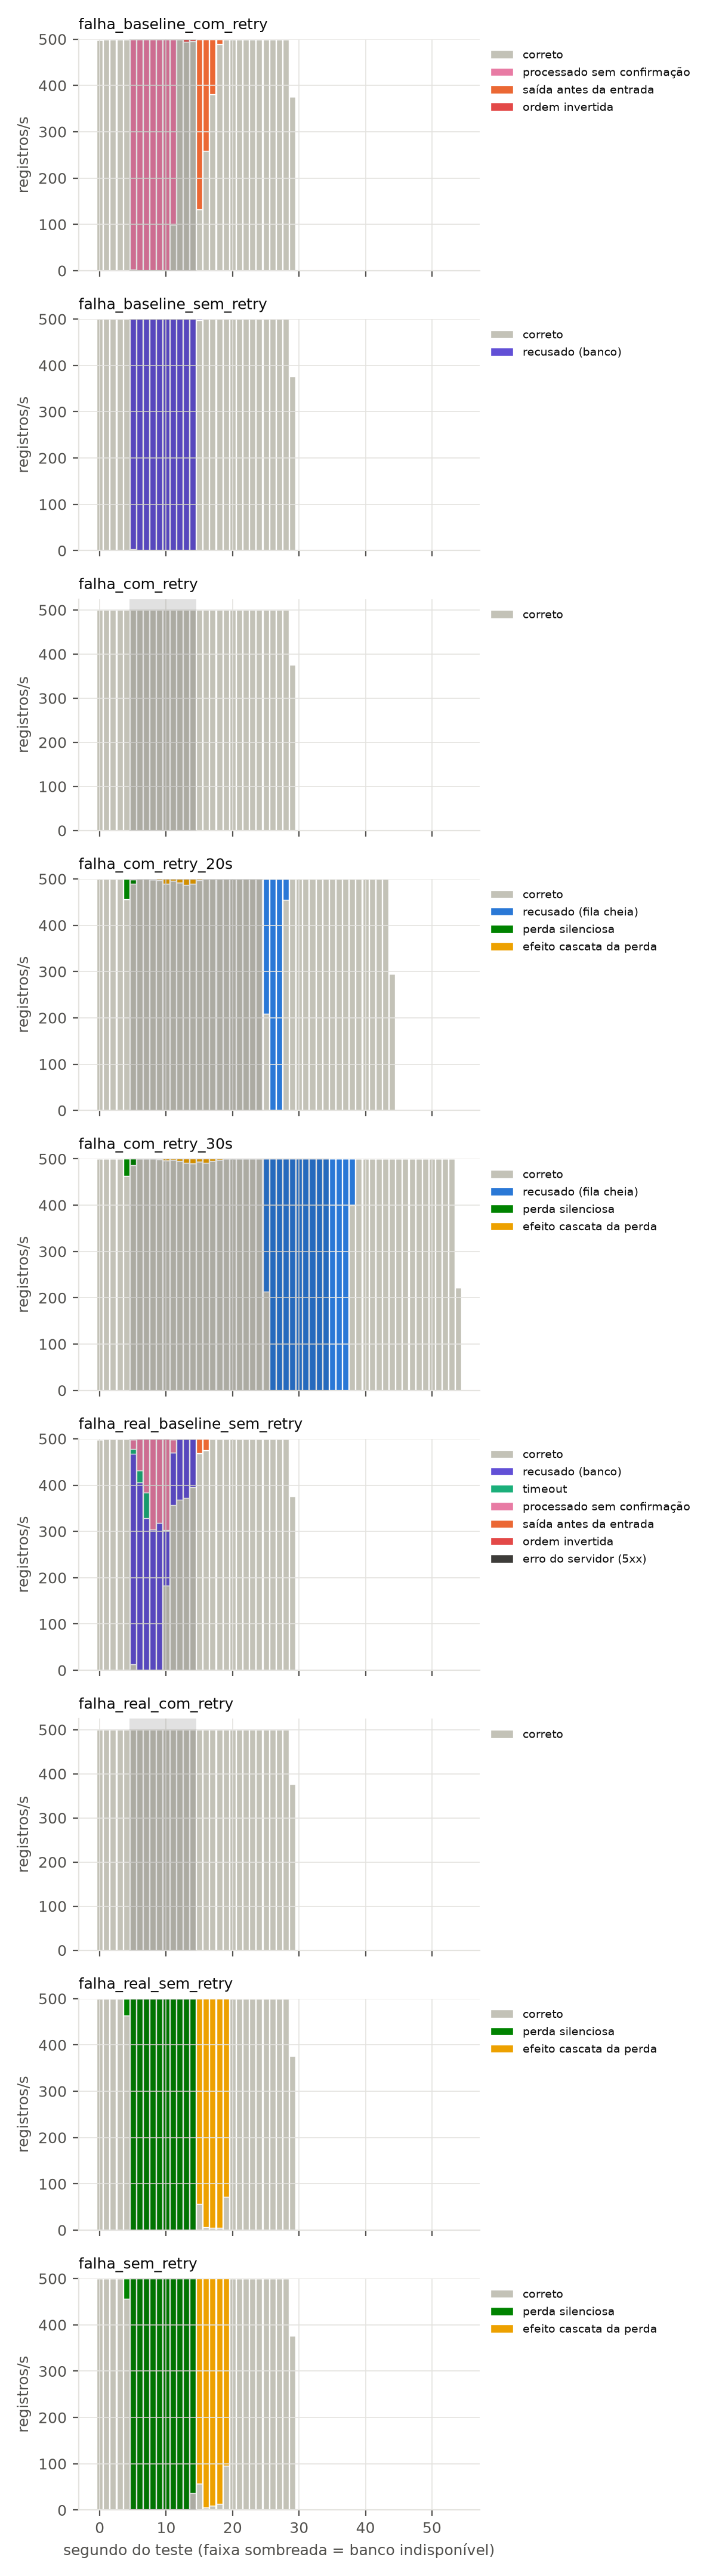 falha_baseline_com_retry
500
400
300
200
100
0
registros/s
correto
processado sem confirmação
saída antes da entrada
ordem invertida
falha_baseline_sem_retry
500
400
300
200
100
0
registros/s
correto
recusado (banco)
falha_com_retry
500
400
300
200
100
0
registros/s
correto
falha_com_retry_20s
500
400
300
200
100
0
registros/s
correto
recusado (fila cheia)
perda silenciosa
efeito cascata da perda
falha_com_retry_30s
500
400
300
200
100
0
registros/s
correto
recusado (fila cheia)
perda silenciosa
efeito cascata da perda
falha_real_baseline_sem_retry
500
400
300
200
100
0
registros/s
correto
recusado (banco)
timeout
processado sem confirmação
saída antes da entrada
ordem invertida
erro do servidor (5xx)
falha_real_com_retry
500
400
300
200
100
0
registros/s
correto
falha_real_sem_retry
500
400
300
200
100
0
registros/s
correto
perda silenciosa
efeito cascata da perda
falha_sem_retry
500
400
300
200
100
0
registros/s
correto
perda silenciosa
efeito cascata da perda
0 10 20 30 40 50
segundo do teste (faixa sombreada = banco indisponível)